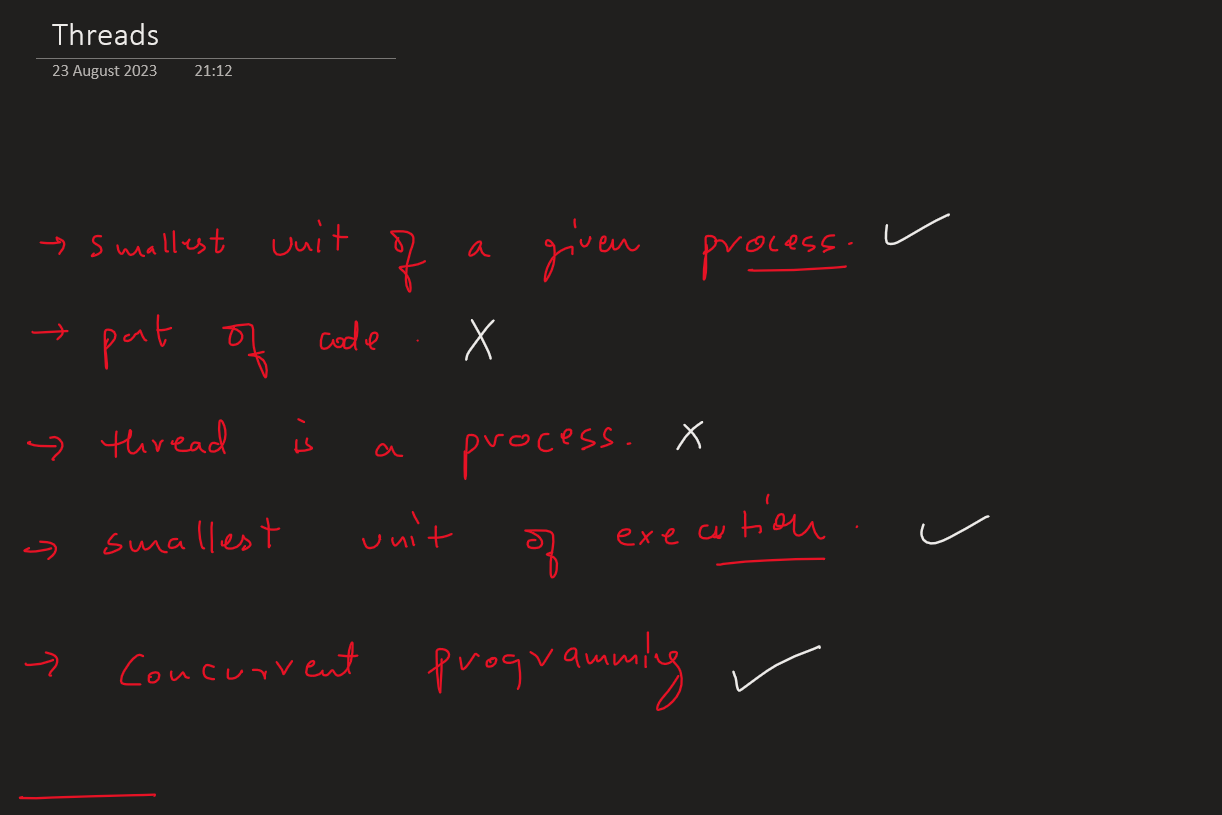 Threads
23 August 2023 21:12
→ smallest unit of a given process. ✓
→ part of code. X
→ thread is a process. X
→ smallest unit of execution. ✓
→ Concurrent programming ✓